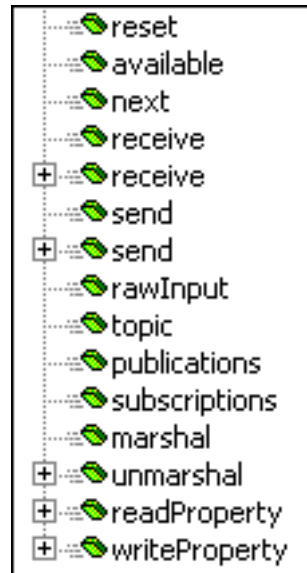 reset
available
next
receive
receive
send
send
rawInput
topic
publications
subscriptions
marshal
unmarshal
readProperty
writeProperty